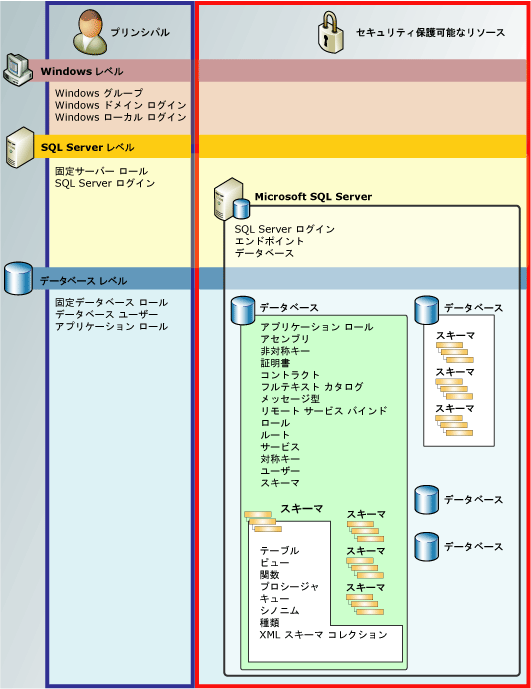 プリンシパル
セキュリティ保護可能なリソース
Windows レベル
Windows グループ
Windows ドメイン ログイン
Windows ローカル ログイン
SQL Server レベル
固定サーバー ロール
SQL Server ログイン
Microsoft SQL Server
SQL Server ログイン
エンドポイント
データベース
データベース レベル
固定データベース ロール
データベース ユーザー
アプリケーション ロール
データベース
アプリケーション ロール
アセンブリ
非対称キー
証明書
コントラクト
フルテキスト カタログ
メッセージ型
リモート サービス バインド
ロール
ルート
サービス
対称キー
ユーザー
スキーマ
スキーマ
テーブル
ビュー
関数
プロシージャ
キュー
シノニム
種類
XML スキーマ コレクション
スキーマ
スキーマ
スキーマ
データベース
スキーマ
スキーマ
スキーマ
データベース
データベース